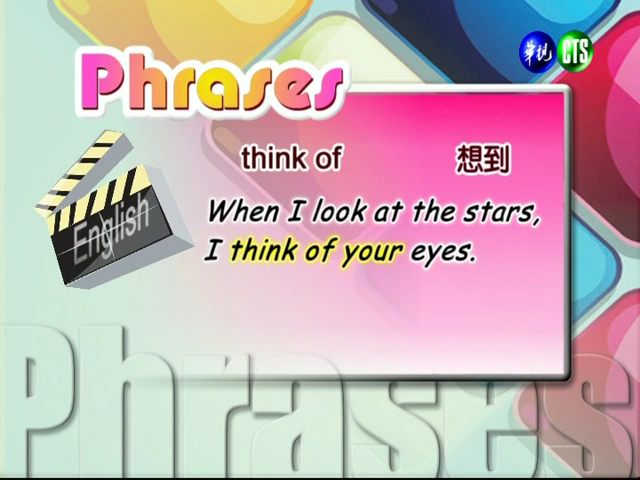 華視 CTS
Phrases
think of 想到
English
When I look at the stars,
I think of your eyes.
Phrases